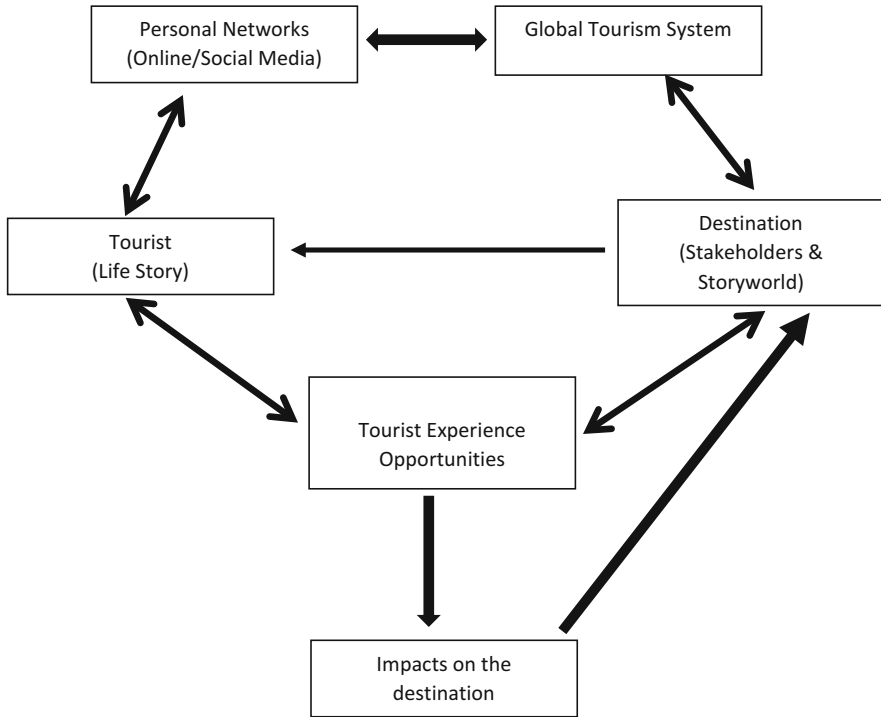 Personal Networks
(Online/Social Media)
Global Tourism System
Tourist
(Life Story)
Destination
(Stakeholders &
Storyworld)
Tourist Experience
Opportunities
Impacts on the
destination